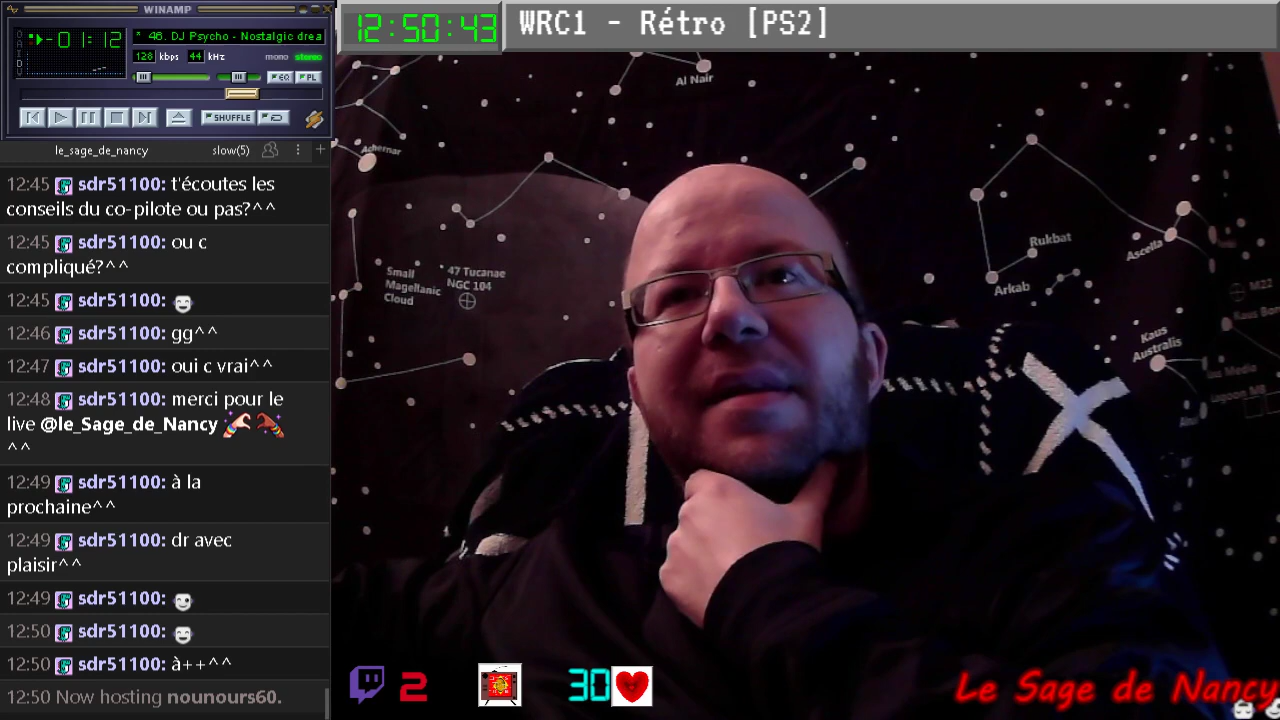 WINAMP
-01:12
* 46. DJ Psycho - Nostalgic drea
128 kbps 44 kHz mono stereo
EQ PL
SHUFFLE
12:50:43
WRC1 - Rétro [PS2]
le_sage_de_nancy slow(5)
12:45 sdr51100: t'écoutes les
conseils du co-pilote ou pas?^^
12:45 sdr51100: ou c
compliqué?^^
12:45 sdr51100:
12:46 sdr51100: gg^^
12:47 sdr51100: oui c vrai^^
12:48 sdr51100: merci pour le
live @le_Sage_de_Nancy
^^
12:49 sdr51100: à la
prochaine^^
12:49 sdr51100: dr avec
plaisir^^
12:49 sdr51100:
12:50 sdr51100:
12:50 sdr51100: à++^^
12:50 Now hosting
Al Nair
Achernar
Small
Magellanic
Cloud
47 Tucanae
NGC 104
Rukbat
Arkab
Ascella
Kaus
Australis
M22
2
30
Le Sage de Nancy